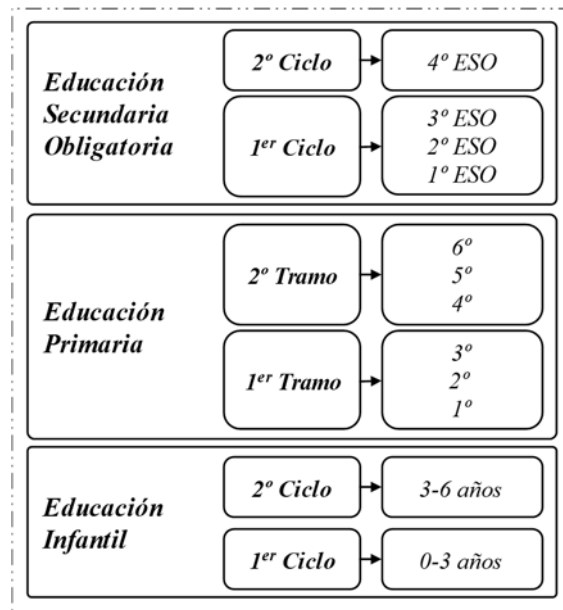 Educación
Secundaria
Obligatoria
2º Ciclo
4º ESO
1er Ciclo
3º ESO
2º ESO
1º ESO
Educación
Primaria
2º Tramo
6º
5º
4º
1er Tramo
3º
2º
1º
Educación
Infantil
2º Ciclo
3-6 años
1er Ciclo
0-3 años